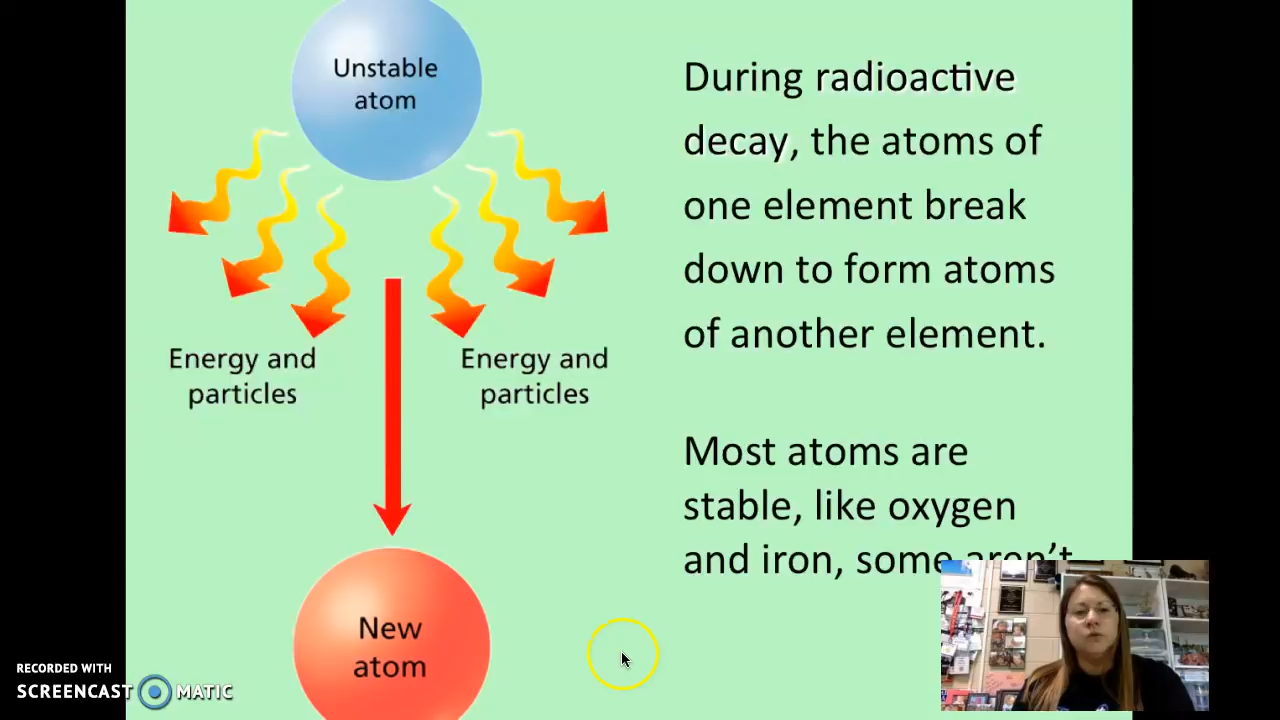 Unstable
atom
Energy and
particles
Energy and
particles
New
atom
During radioactive
decay, the atoms of
one element break
down to form atoms
of another element.
Most atoms are
stable, like oxygen
and iron, some aren't
RECORDED WITH
SCREENCAST MATIC